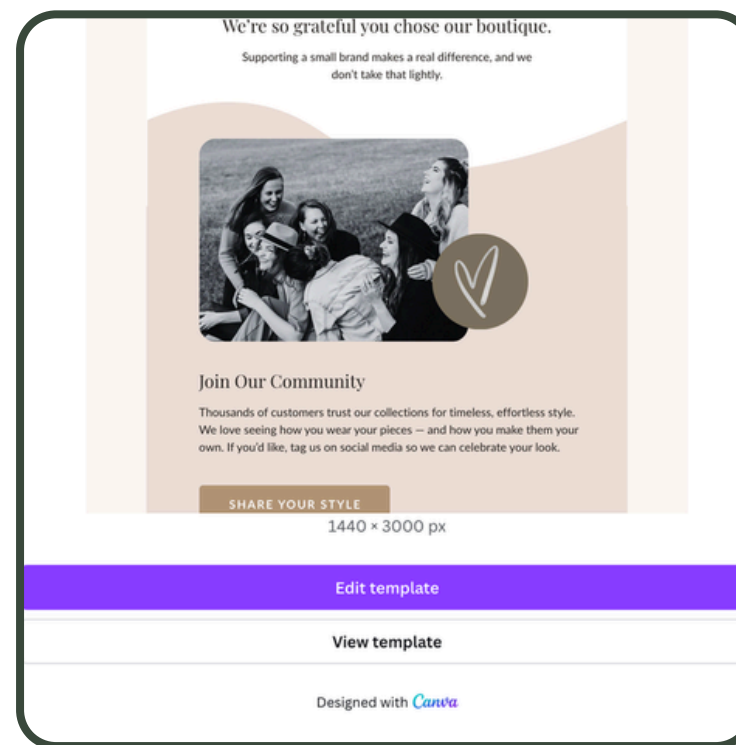 We’re so grateful you chose our boutique.
Supporting a small brand makes a real difference, and we
don’t take that lightly.
Join Our Community
Thousands of customers trust our collections for timeless, effortless style.
We love seeing how you wear your pieces — and how you make them your
own. If you’d like, tag us on social media so we can celebrate your look.
SHARE YOUR STYLE
1440 × 3000 px
Edit template
View template
Designed with Canva